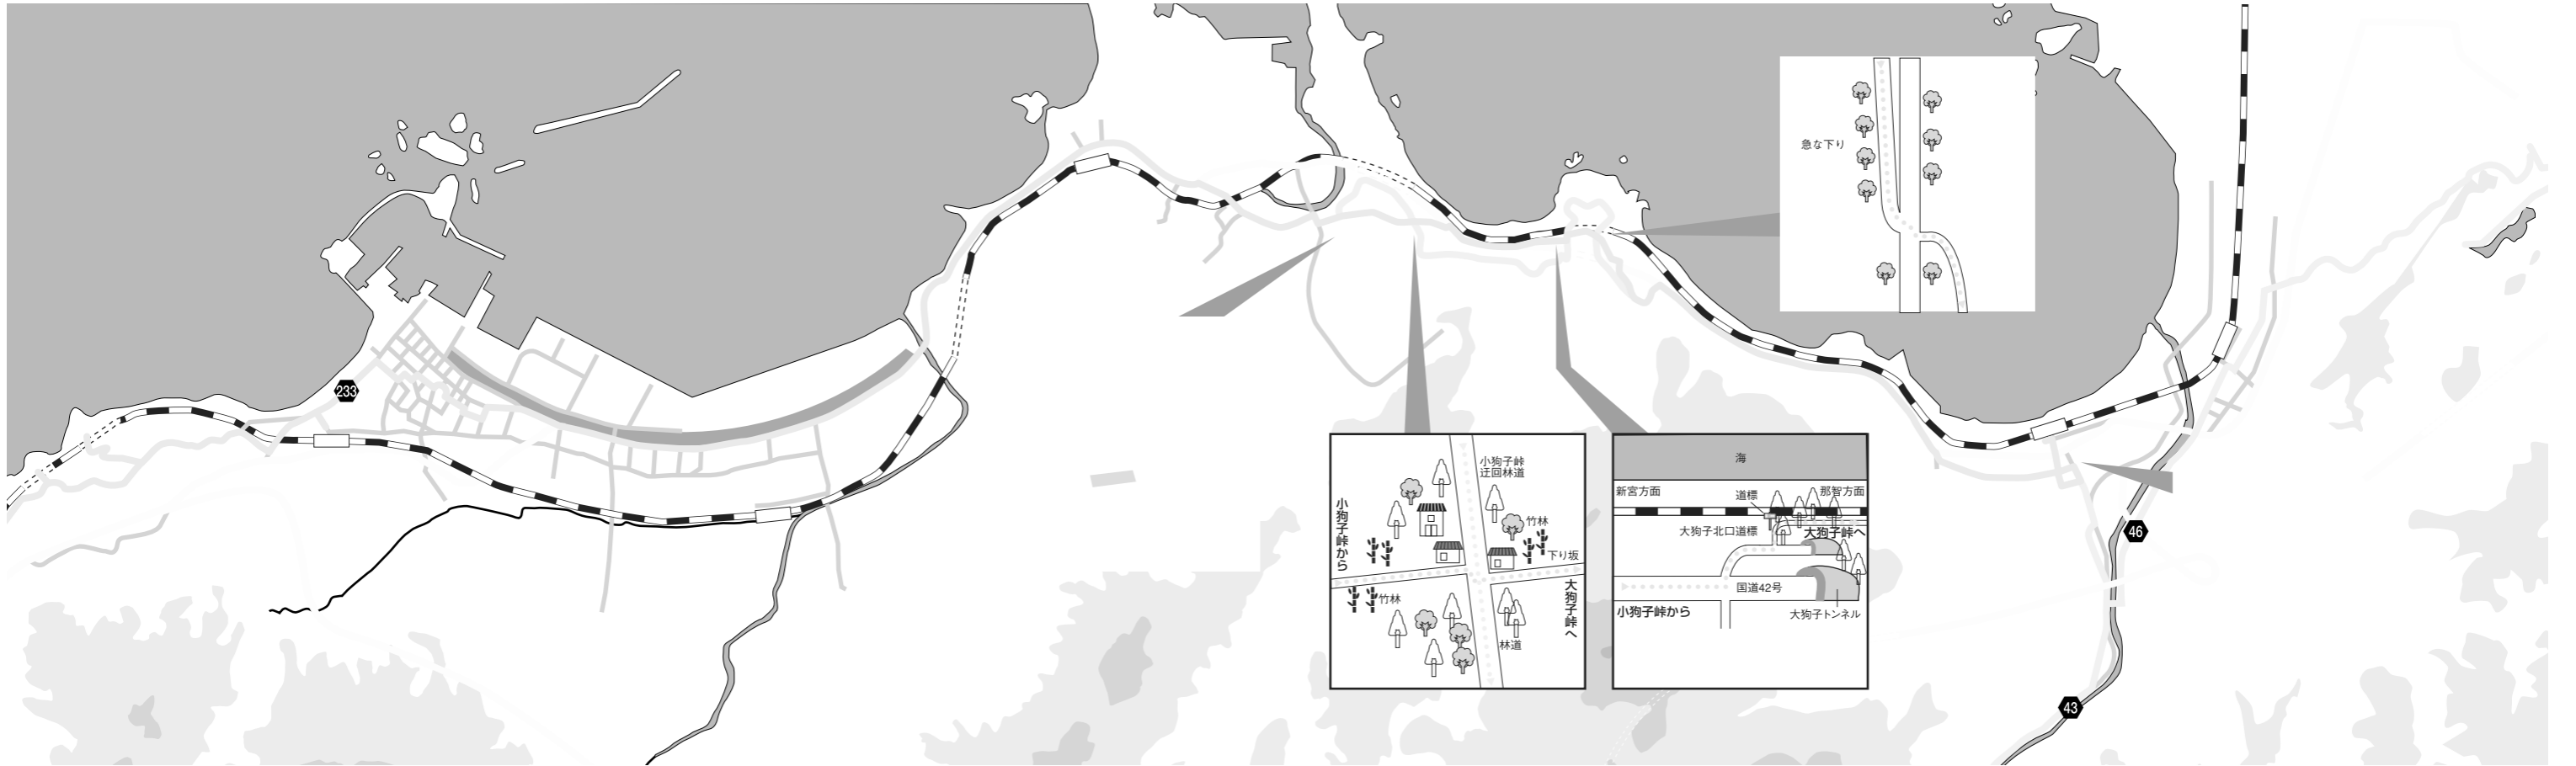 急な下り
233
小狗子峠
迂回林道
小狗子峠から
竹林
下り坂
竹林
大狗子峠へ
林道
海
新宮方面
道標
那智方面
大狗子北口道標
大狗子峠へ
国道42号
小狗子峠から
大狗子トンネル
46
43